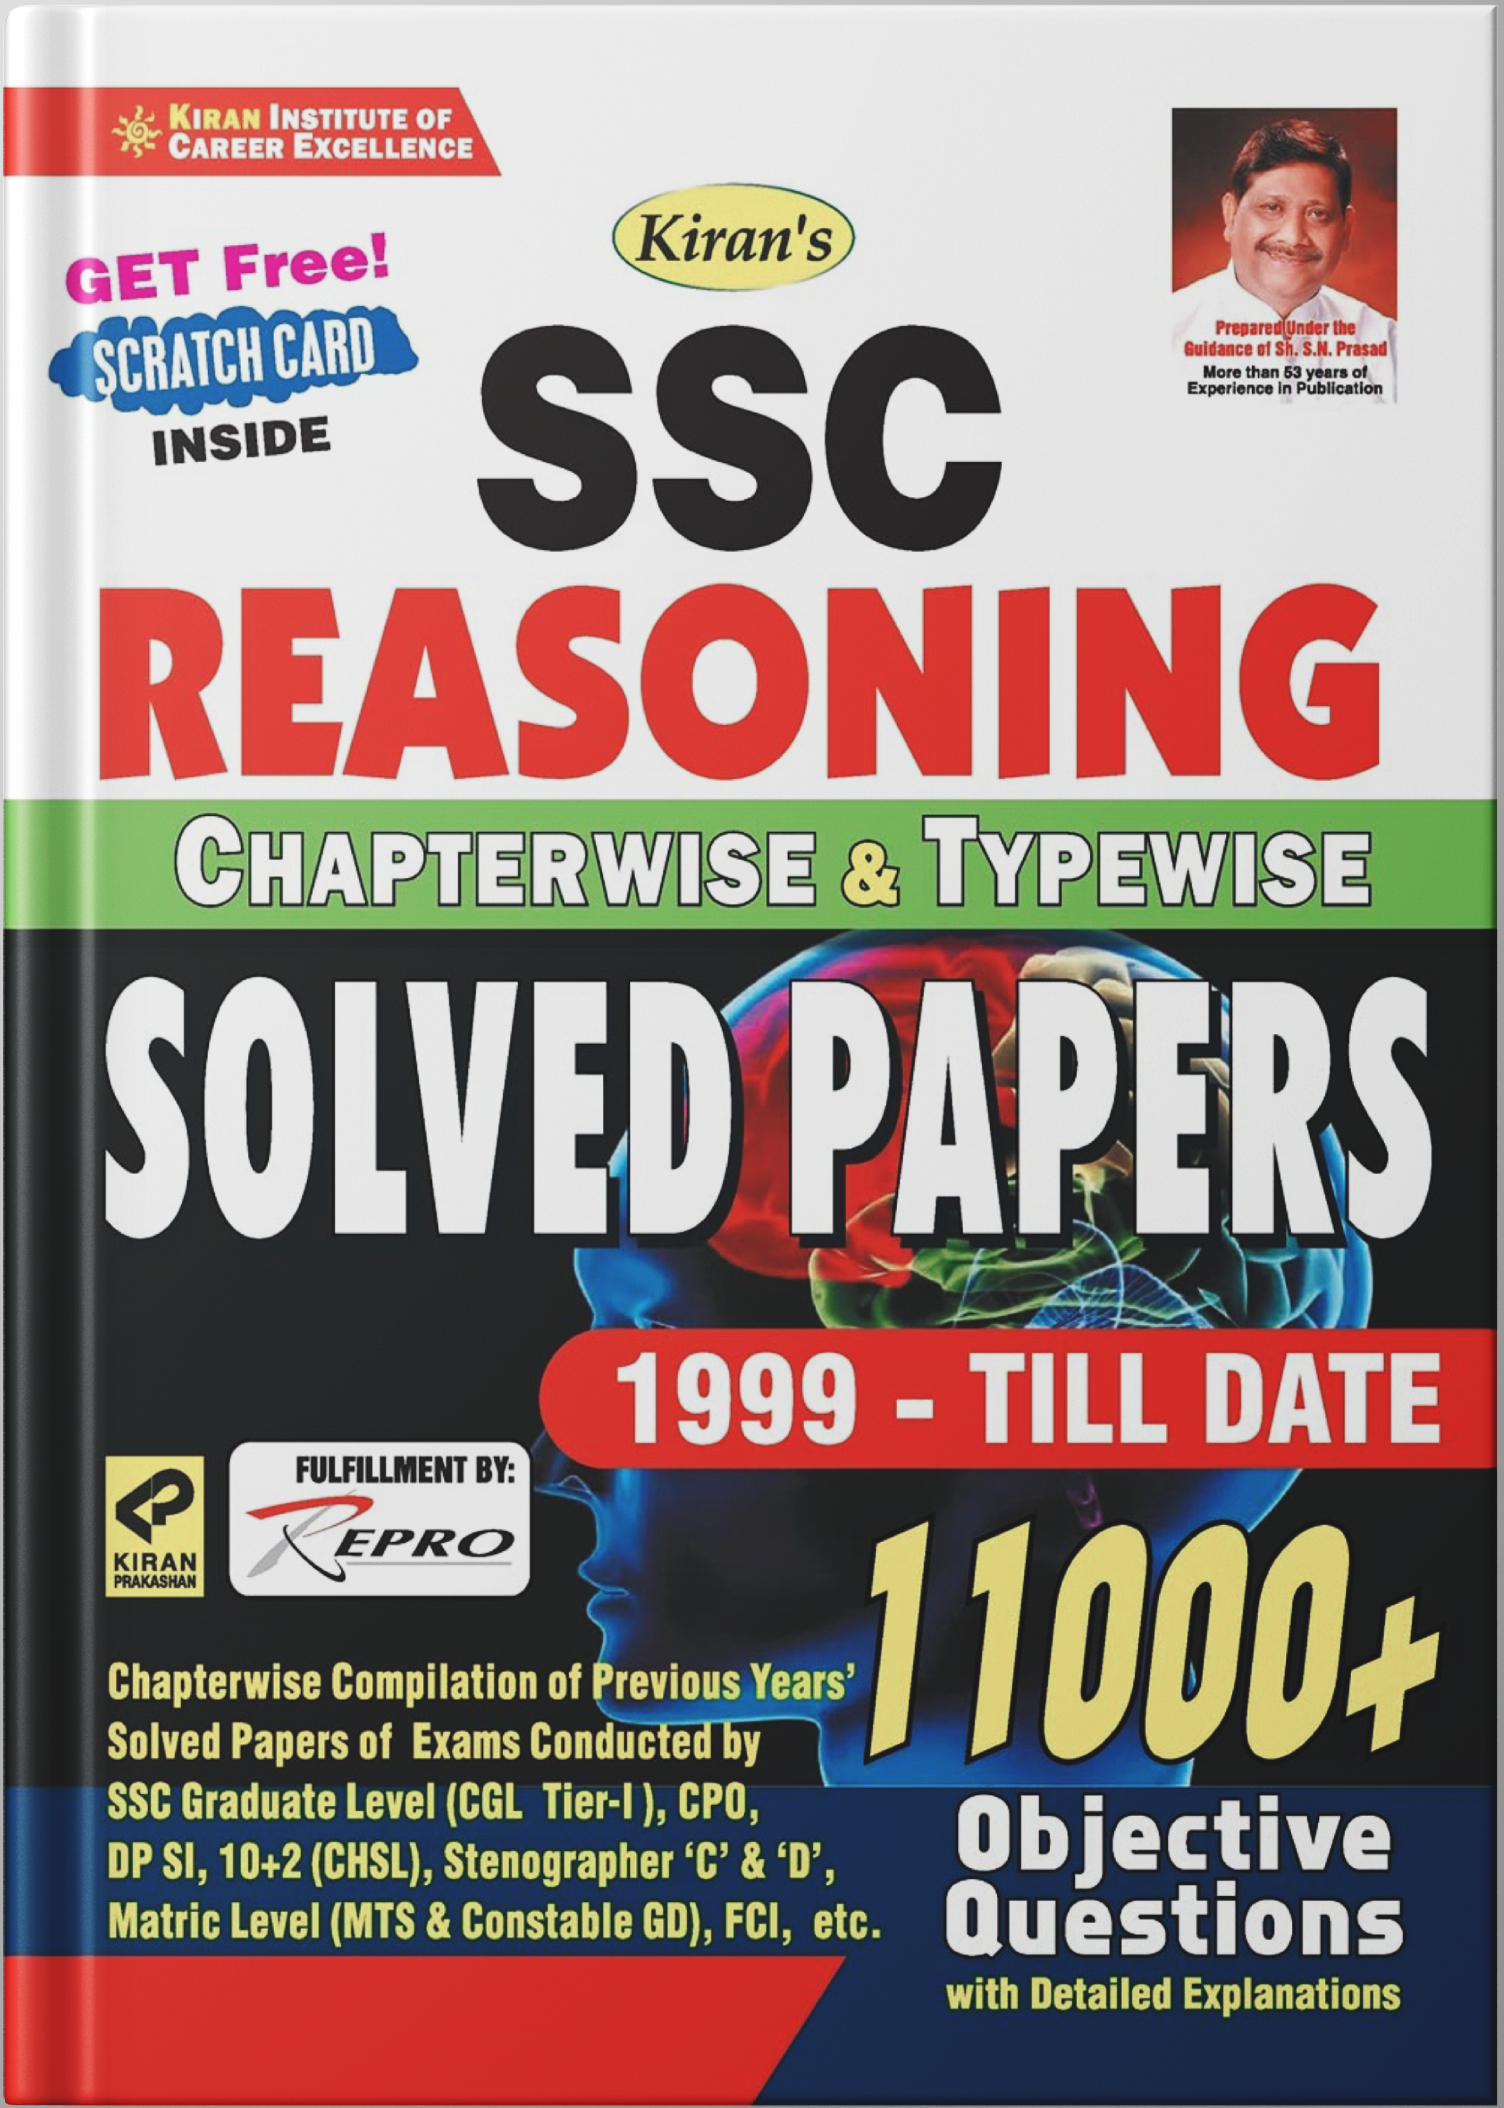 KIRAN INSTITUTE OF
CAREER EXCELLENCE
GET Free!
SCRATCH CARD
INSIDE
Kiran's
Prepared Under the
Guidance of Sh. S.N. Prasad
More than 53 years of
Experience in Publication
SSC
REASONING
CHAPTERWISE & TYPEWISE
SOLVED PAPERS
1999 - TILL DATE
KIRAN
PRAKASHAN
FULFILLMENT BY:
REPRO
11000+
Objective
Questions
with Detailed Explanations
Chapterwise Compilation of Previous Years’
Solved Papers of Exams Conducted by
SSC Graduate Level (CGL Tier-I ), CPO,
DP SI, 10+2 (CHSL), Stenographer ‘C’ & ‘D’,
Matric Level (MTS & Constable GD), FCI, etc.